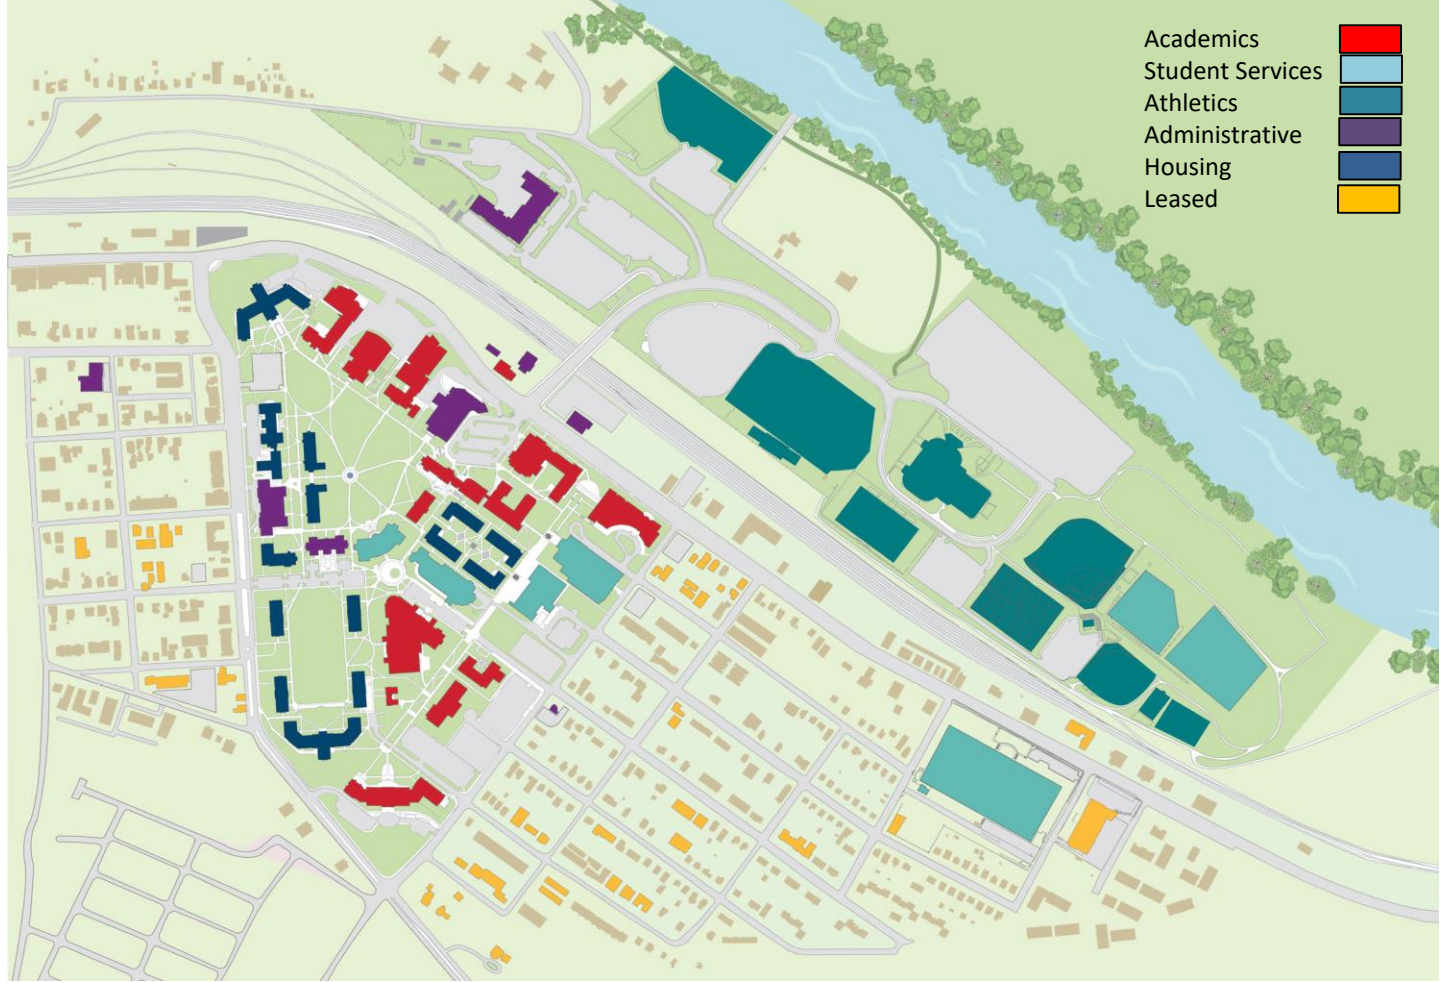 Academics
Student Services
Athletics
Administrative
Housing
Leased